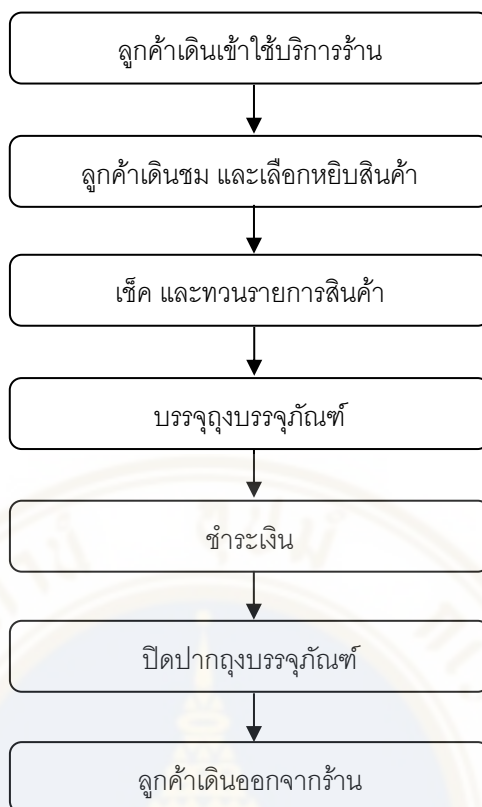 ลูกค้าเดินเข้าใช้บริการร้าน
ลูกค้าเดินชม และเลือกหยิบสินค้า
เช็ค และทวนรายการสินค้า
บรรจุถุงบรรจุภัณฑ์
ชำระเงิน
ปิดปากถุงบรรจุภัณฑ์
ลูกค้าเดินออกจากร้าน